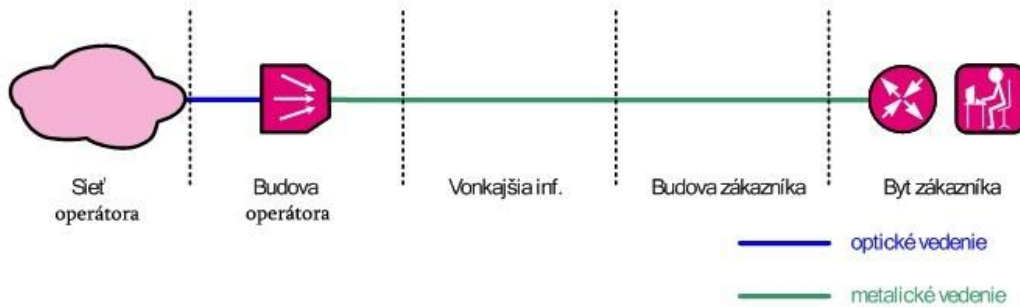 Sieť
operátora
Budova
operátora
Vonkajšia inf.
Budova zákazníka
Byt zákazníka
optické vedenie
metalické vedenie